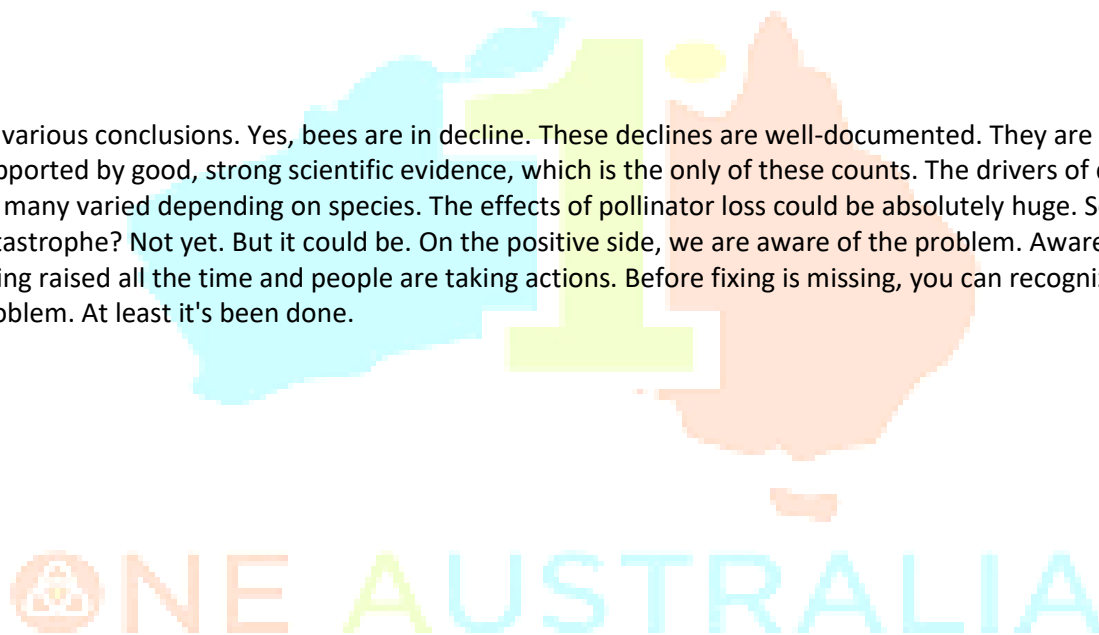 various conclusions. Yes, bees are in decline. These declines are well-documented. They are
pported by good, strong scientific evidence, which is the only of these counts. The drivers of
many varied depending on species. The effects of pollinator loss could be absolutely huge.
tastrophe? Not yet. But it could be. On the positive side, we are aware of the problem. Aware
ing raised all the time and people are taking actions. Before fixing is missing, you can recogni
oblem. At least it's been done.
1
ONE AUSTRALIA